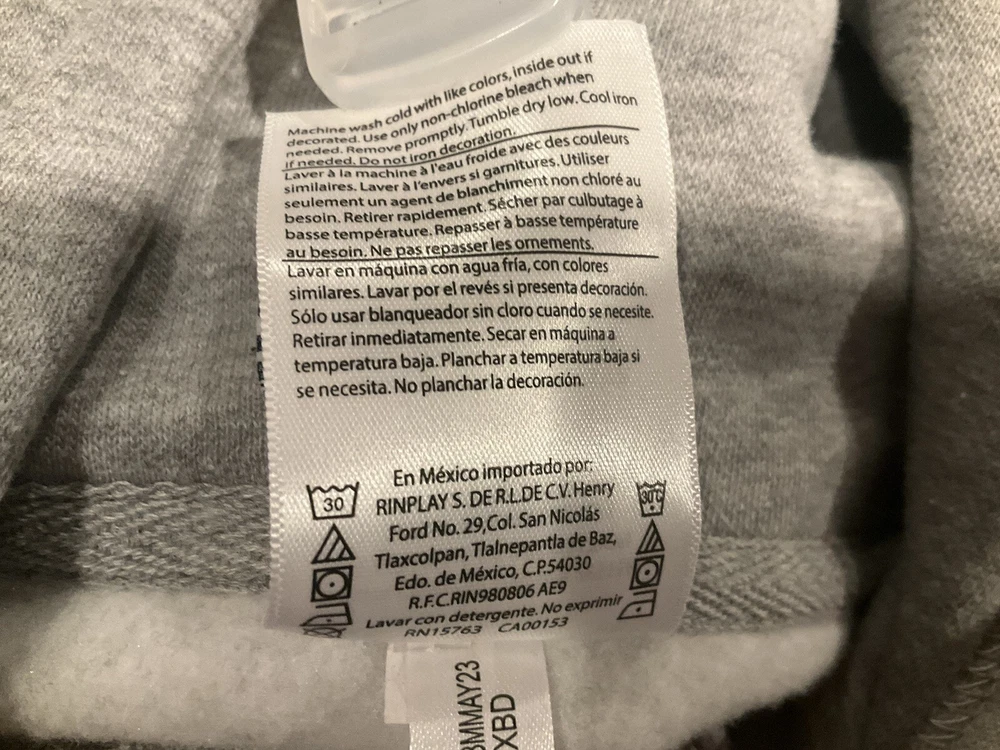 Machine wash cold with like colors, inside out if
decorated. Use only non-chlorine bleach when
needed. Remove promptly. Tumble dry low. Cool iron
if needed. Do not iron decoration.
Laver à la machine à l'eau froide avec des couleurs
similaires. Laver à l'envers si garnitures. Utiliser
seulement un agent de blanchiment non chloré au
besoin. Retirer rapidement. Sécher par culbutage à
basse température. Repasser à basse température
au besoin. Ne pas repasser les ornements.
Lavar en máquina con agua fría, con colores
similares. Lavar por el revés si presenta decoración.
Sólo usar blanqueador sin cloro cuando se necesite.
Retirar inmediatamente. Secar en máquina a
temperatura baja. Planchar a temperatura baja si
se necesita. No planchar la decoración.
En México importado por:
30
RINPLAY S. DE R.L.DE C.V. Henry
30°C
Ford No. 29,Col. San Nicolás
Tlaxcolpan, Tlalnepantla de Baz,
Edo. de México, C.P.54030
R.F.C.RIN980806 AE9
Lavar con detergente. No exprimir
RN15763 CA00153
MMAY23
XBD